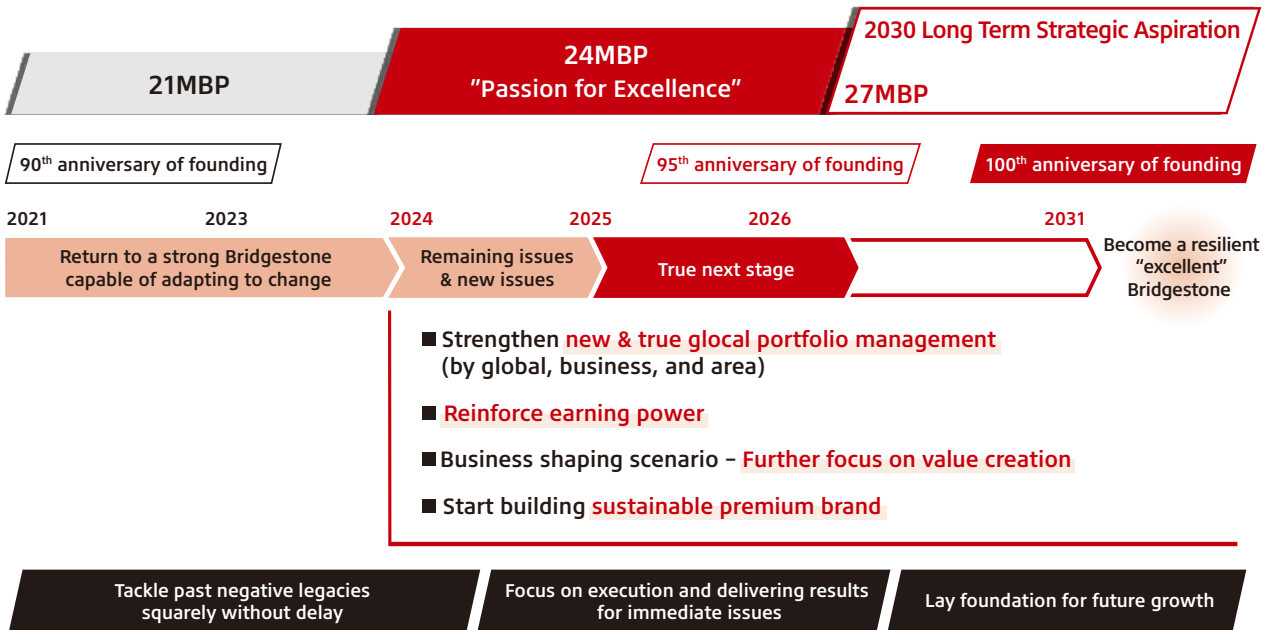 21MBP
24MBP
”Passion for Excellence”
2030 Long Term Strategic Aspiration
27MBP
90th anniversary of founding
95th anniversary of founding
100th anniversary of founding
2021
2023
2024
2025
2026
2031
Return to a strong Bridgestone
capable of adapting to change
Remaining issues
& new issues
True next stage
Become a resilient
“excellent”
Bridgestone
■ Strengthen new & true glocal portfolio management
(by global, business, and area)
■ Reinforce earning power
■ Business shaping scenario – Further focus on value creation
■ Start building sustainable premium brand
Tackle past negative legacies
squarely without delay
Focus on execution and delivering results
for immediate issues
Lay foundation for future growth